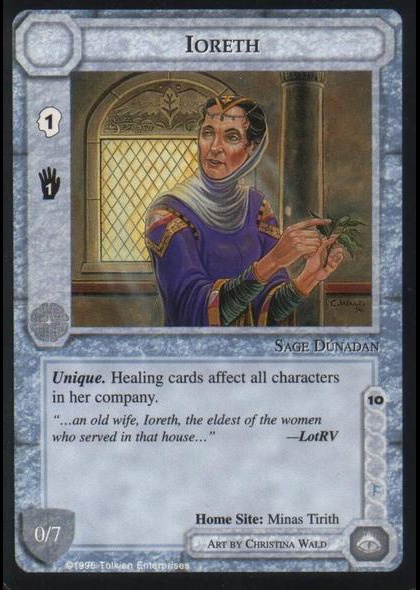 IORETH
1
1
C. WALD
SAGE DÚNADAN
Unique. Healing cards affect all characters
in her company.
10
“...an old wife, Ioreth, the eldest of the women
who served in that house...” —LotRV
F
Home Site: Minas Tirith
0/7
ART BY CHRISTINA WALD
©1996 Tolkien Enterprises